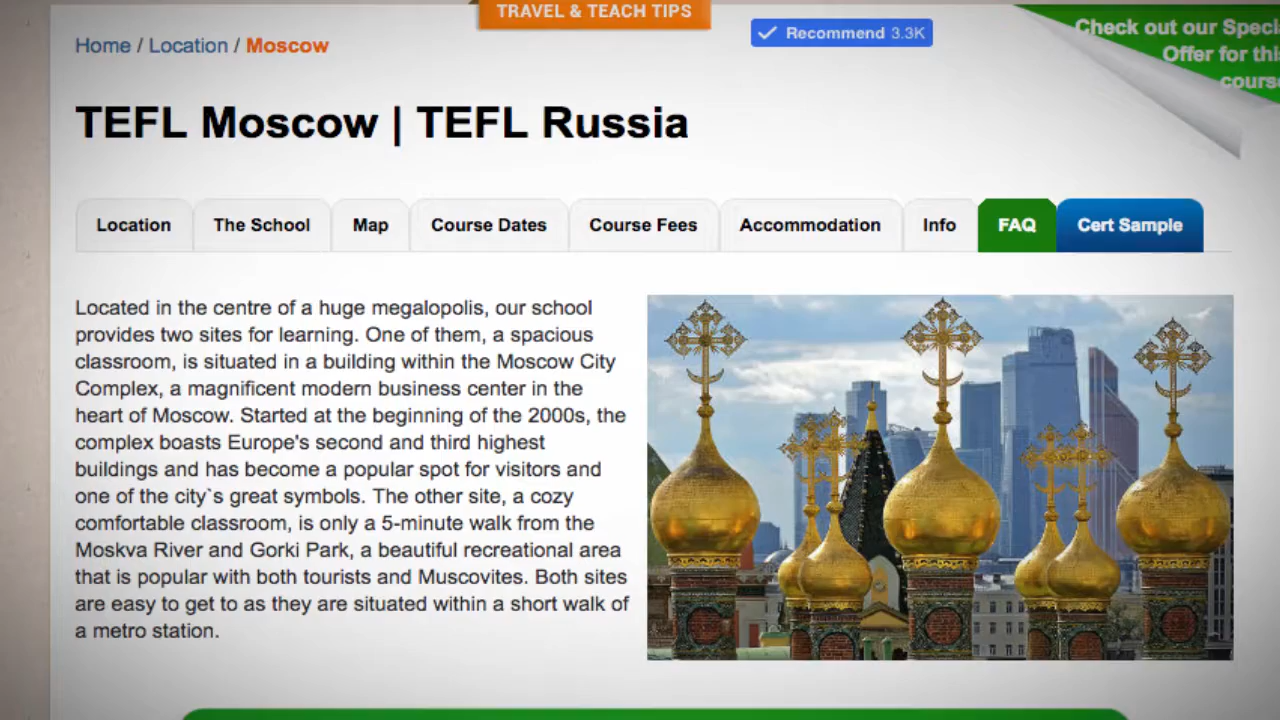 TRAVEL & TEACH TIPS
Home / Location / Moscow
Recommend 3.3K
Check out our
Offer for
TEFL Moscow | TEFL Russia
Location
The School
Map
Course Dates
Course Fees
Accommodation
Info
FAQ
Cert Sample
Located in the centre of a huge megalopolis, our school
provides two sites for learning. One of them, a spacious
classroom, is situated in a building within the Moscow City
Complex, a magnificent modern business center in the
heart of Moscow. Started at the beginning of the 2000s, the
complex boasts Europe's second and third highest
buildings and has become a popular spot for visitors and
one of the city`s great symbols. The other site, a cozy
comfortable classroom, is only a 5-minute walk from the
Moskva River and Gorki Park, a beautiful recreational area
that is popular with both tourists and Muscovites. Both sites
are easy to get to as they are situated within a short walk of
a metro station.